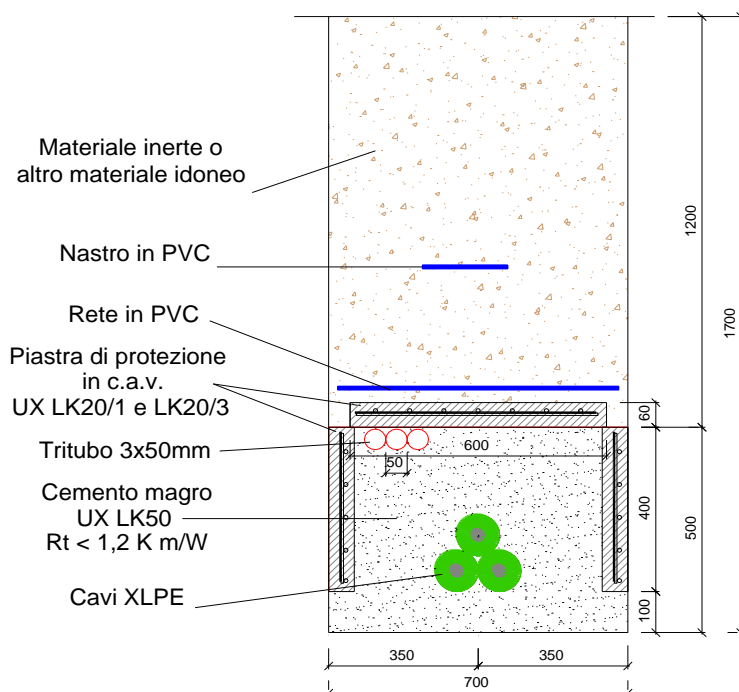 Materiale inerte o
altro materiale idoneo
Nastro in PVC
Rete in PVC
Piastra di protezione
in c.a.v.
UX LK20/1 e LK20/3
Tritubo 3x50mm
Cemento magro
UX LK50
Rt < 1,2 K m/W
Cavi XLPE
600
50
1200
1700
60
400
500
100
350
350
700